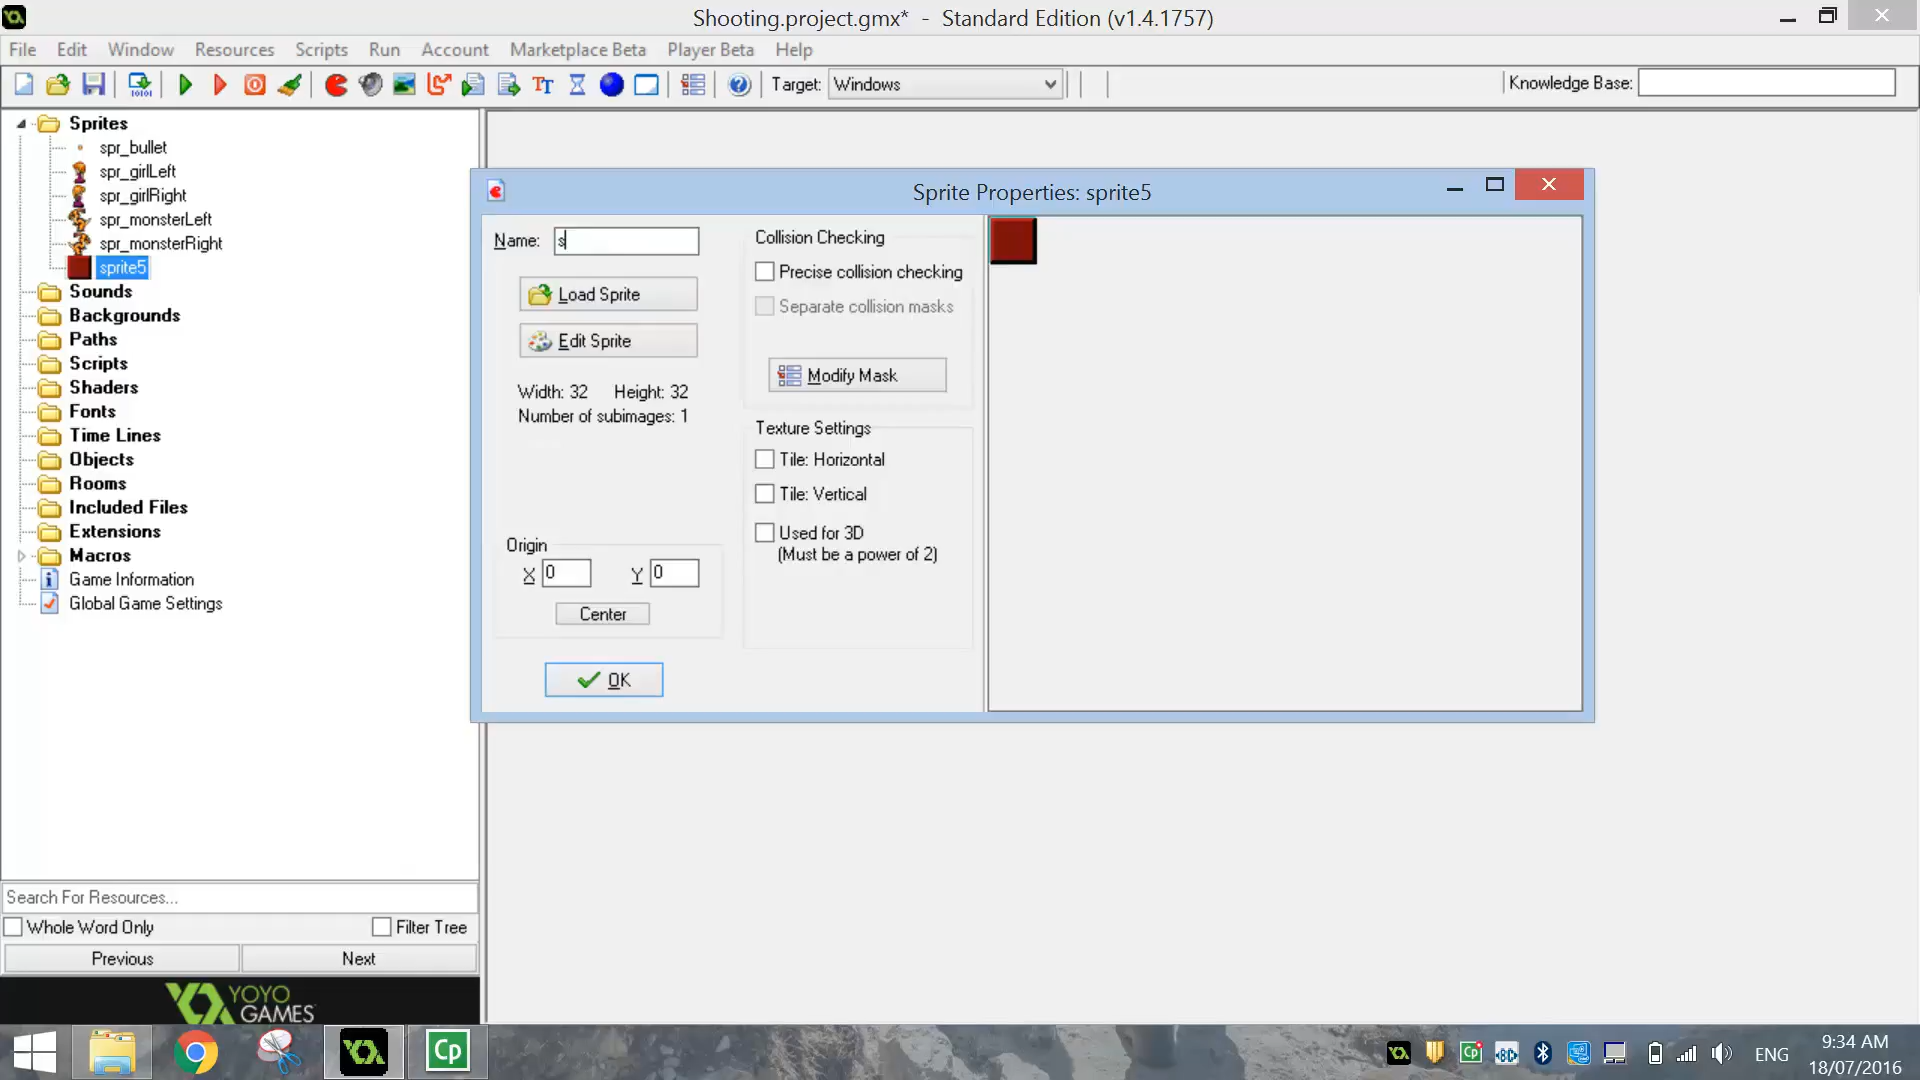 Shooting.project.gmx* - Standard Edition (v1.4.1757)
File Edit Window Resources Scripts Run Account Marketplace Beta Player Beta Help
Target: Windows
Knowledge Base:
Sprites
spr_bullet
spr_girlLeft
spr_girlRight
spr_monsterLeft
spr_monsterRight
sprite5
Sounds
Backgrounds
Paths
Scripts
Shaders
Fonts
Time Lines
Objects
Rooms
Included Files
Extensions
Macros
Game Information
Global Game Settings
Sprite Properties: sprite5
Name: s
Load Sprite
Edit Sprite
Width: 32 Height: 32
Number of subimages: 1
Origin
X 0 Y 0
Center
OK
Collision Checking
Precise collision checking
Separate collision masks
Modify Mask
Texture Settings
Tile: Horizontal
Tile: Vertical
Used for 3D
(Must be a power of 2)
Search For Resources...
Whole Word Only Filter Tree
Previous Next
YOYO
GAMES
Cp
ENG
9:34 AM
18/07/2016